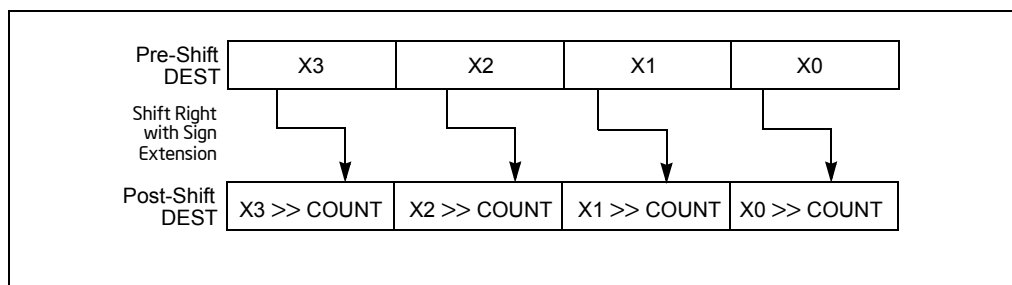 Pre-Shift
DEST
X3
X2
X1
X0
Shift Right
with Sign
Extension
Post-Shift
DEST
X3 >> COUNT
X2 >> COUNT
X1 >> COUNT
X0 >> COUNT